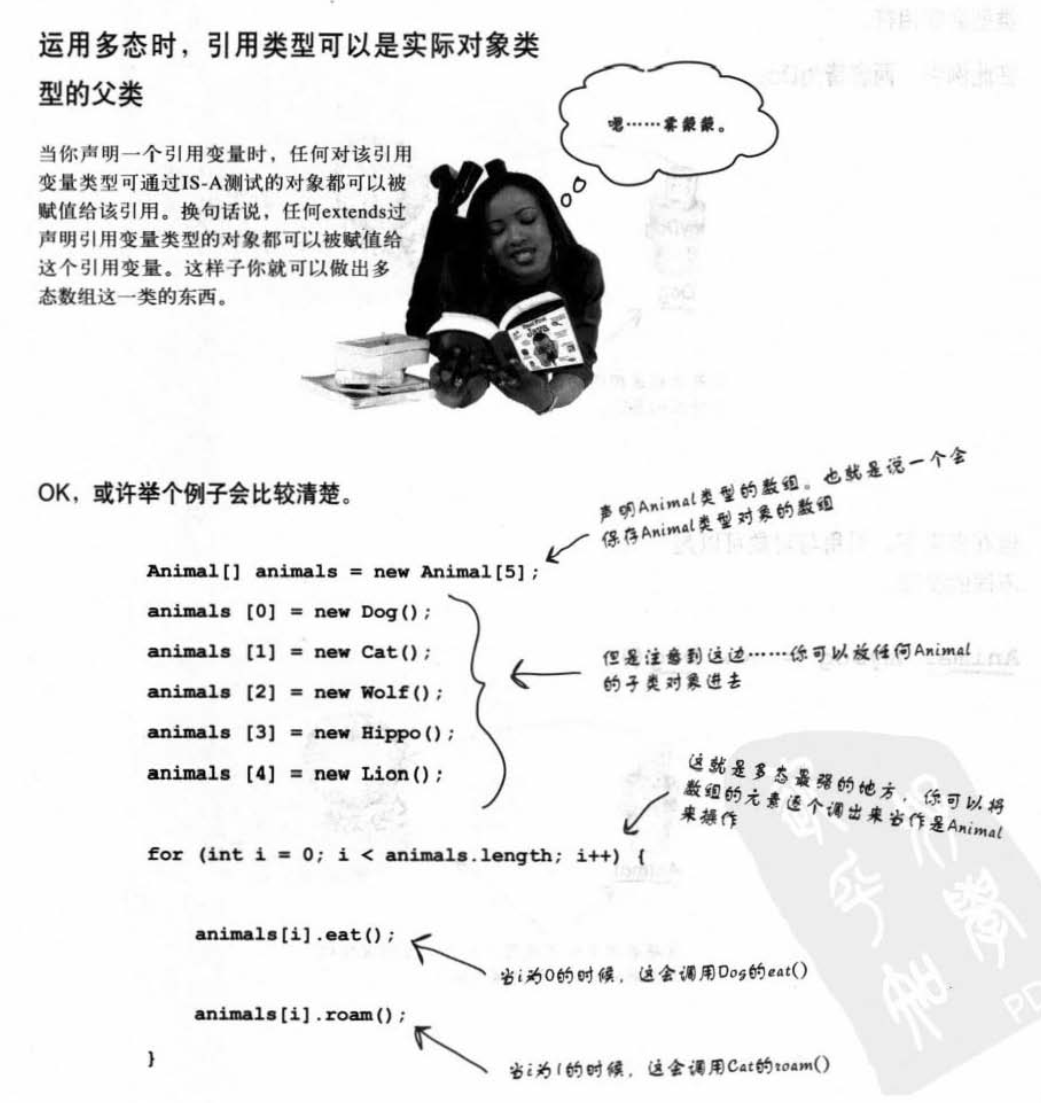 运用多态时，引用类型可以是实际对象类
型的父类
嗯……雾蒙蒙。
当你声明一个引用变量时，任何对该引用
变量类型可通过IS-A测试的对象都可以被
赋值给该引用。换句话说，任何extends过
声明引用变量类型的对象都可以被赋值给
这个引用变量。这样子你就可以做出多
态数组这一类的东西。
Java
OK，或许举个例子会比较清楚。
声明Animal类型的数组。也就是说一个会
保存Animal类型对象的数组
Animal[] animals = new Animal[5];
animals [0] = new Dog();
animals [1] = new Cat();
animals [2] = new Wolf();
animals [3] = new Hippo();
animals [4] = new Lion();
但是注意到这边……你可以放任何Animal
的子类对象进去
这就是多态最强的地方，你可以将
数组的元素逐个调出来当作是Animal
来操作
for (int i = 0; i < animals.length; i++) {
animals[i].eat();
当i为0的时候，这会调用Dog的eat()
animals[i].roam();
当i为1的时候，这会调用Cat的roam()
}
PD